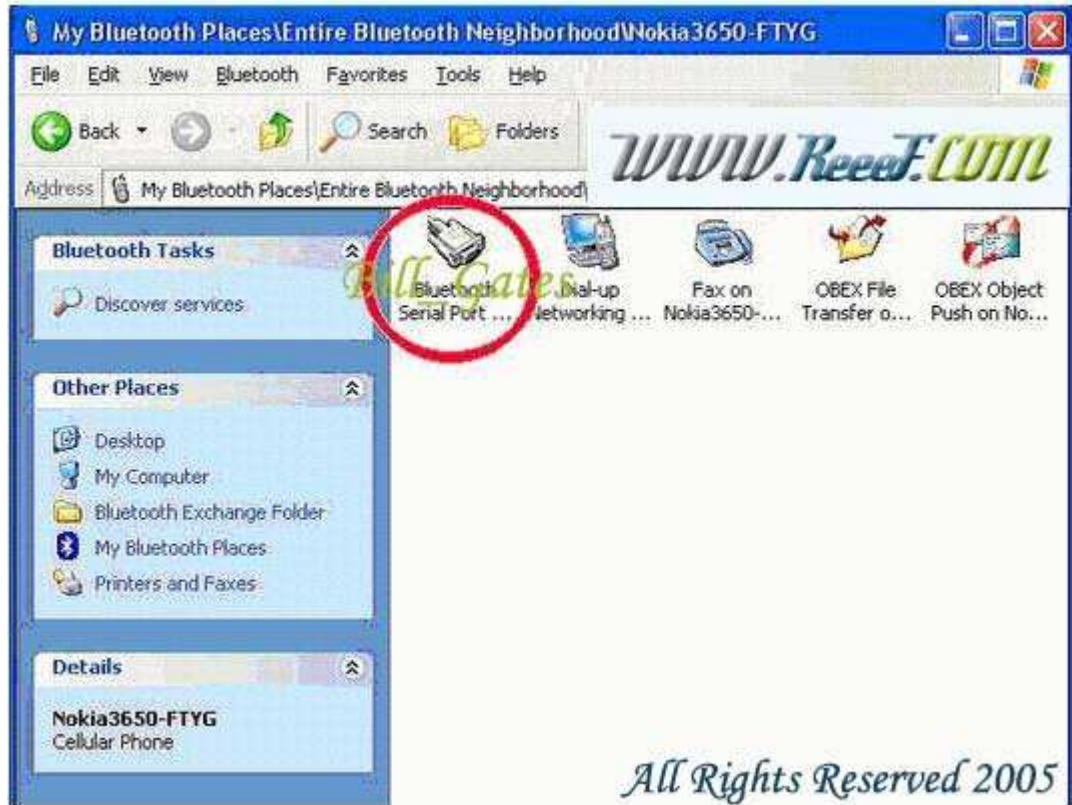 My Bluetooth Places\Entire Bluetooth Neighborhood\Nokia3650-FTYG
File Edit View Bluetooth Favorites Tools Help
Back Search Folders
www.ReeeF.com
Address My Bluetooth Places\Entire Bluetooth Neighborhood\
Bluetooth Tasks
Discover services
Bill_Gates
Bluetooth
Serial Port ...
Dial-up
Networking ...
Fax on
Nokia3650-...
OBEX File
Transfer o...
OBEX Object
Push on No...
Other Places
Desktop
My Computer
Bluetooth Exchange Folder
My Bluetooth Places
Printers and Faxes
Details
Nokia3650-FTYG
Cellular Phone
All Rights Reserved 2005